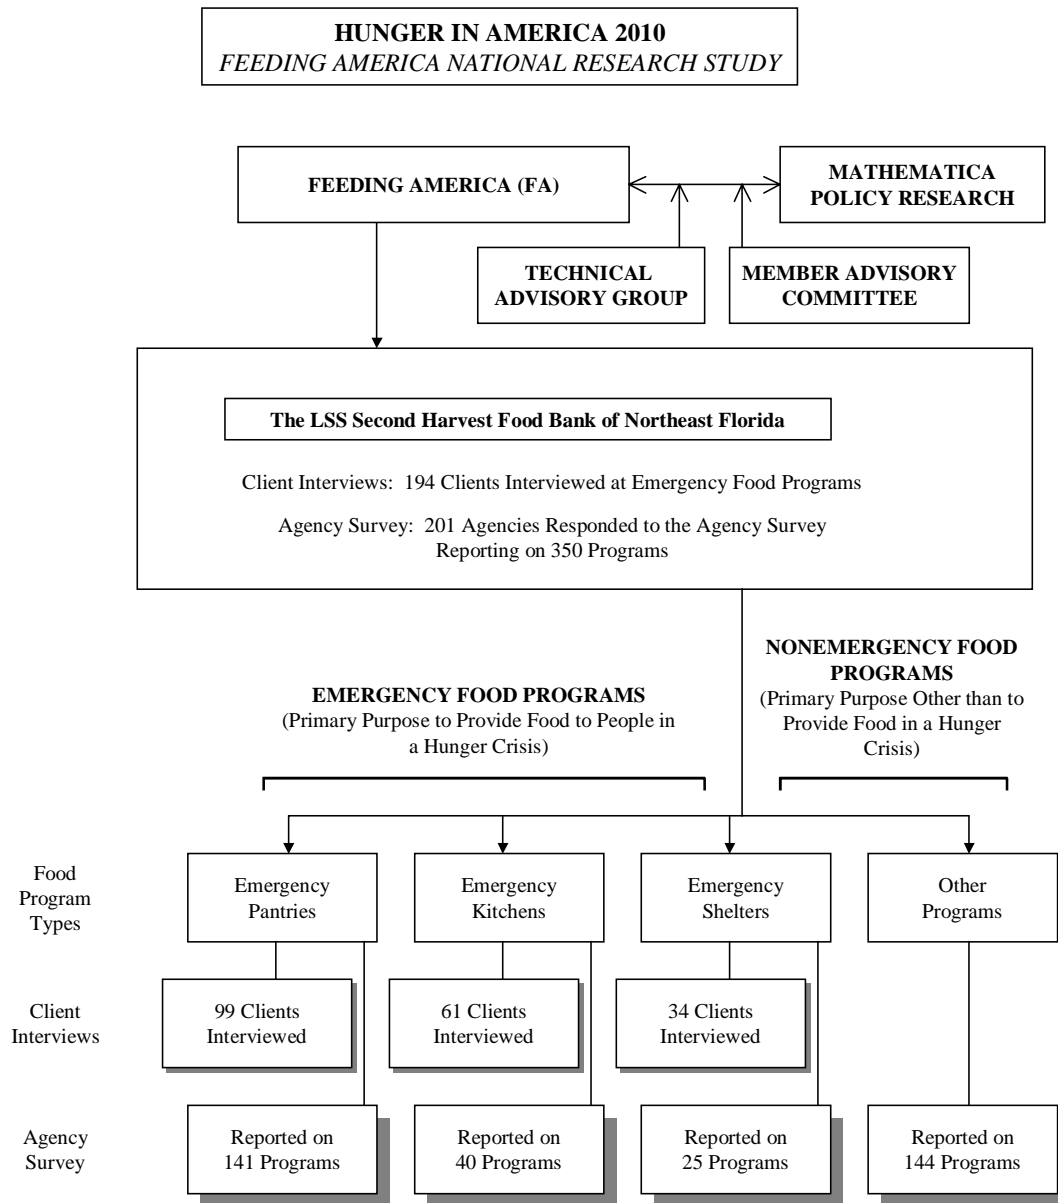 HUNGER IN AMERICA 2010
FEEDING AMERICA NATIONAL RESEARCH STUDY
FEEDING AMERICA (FA)
MATHEMATICA
POLICY RESEARCH
TECHNICAL
ADVISORY GROUP
MEMBER ADVISORY
COMMITTEE
The LSS Second Harvest Food Bank of Northeast Florida
Client Interviews:  194 Clients Interviewed at Emergency Food Programs
Agency Survey:  201 Agencies Responded to the Agency Survey
Reporting on 350 Programs
EMERGENCY FOOD PROGRAMS
(Primary Purpose to Provide Food to People in
a Hunger Crisis)
NONEMERGENCY FOOD
PROGRAMS
(Primary Purpose Other than to
Provide Food in a Hunger
Crisis)
Food
Program
Types
Emergency
Pantries
Emergency
Kitchens
Emergency
Shelters
Other
Programs
Client
Interviews
99 Clients
Interviewed
61 Clients
Interviewed
34 Clients
Interviewed
Agency
Survey
Reported on
141 Programs
Reported on
40 Programs
Reported on
25 Programs
Reported on
144 Programs